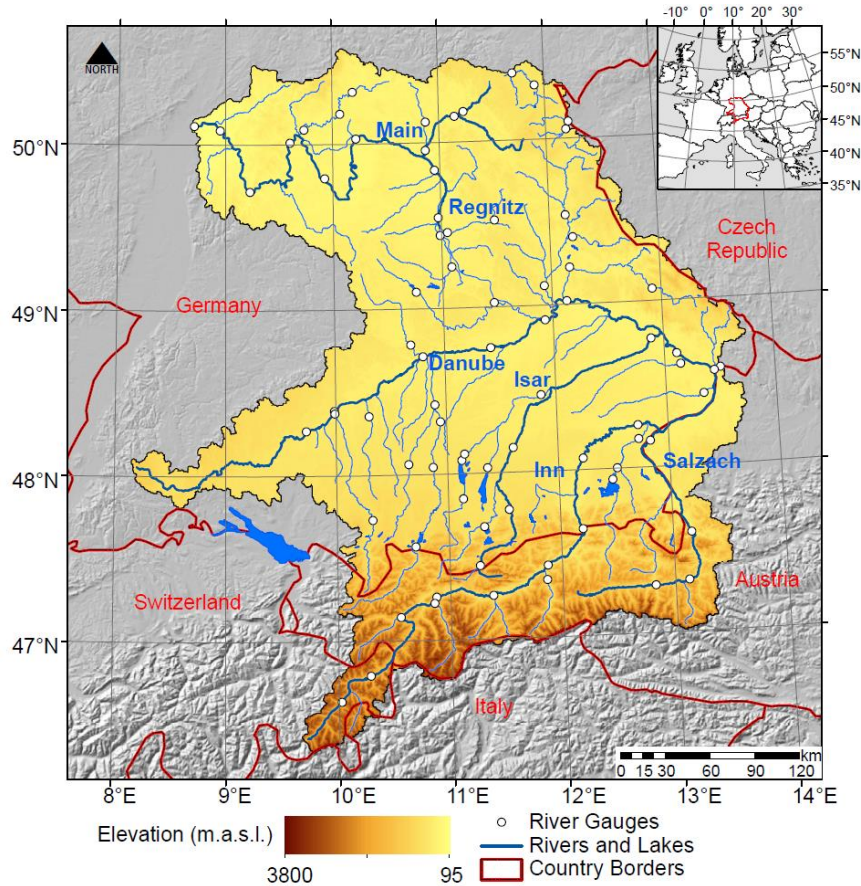 -10° 0° 10° 20° 30°
55°N
50°N
45°N
40°N
35°N
NORTH
50°N
49°N
48°N
47°N
Main
Regnitz
Czech
Republic
Germany
Danube
Isar
Inn
Salzach
Switzerland
Austria
Italy
km
0 15 30 60 90 120
8°E 9°E 10°E 11°E 12°E 13°E 14°E
Elevation (m.a.s.l.)
3800 95
River Gauges
Rivers and Lakes
Country Borders